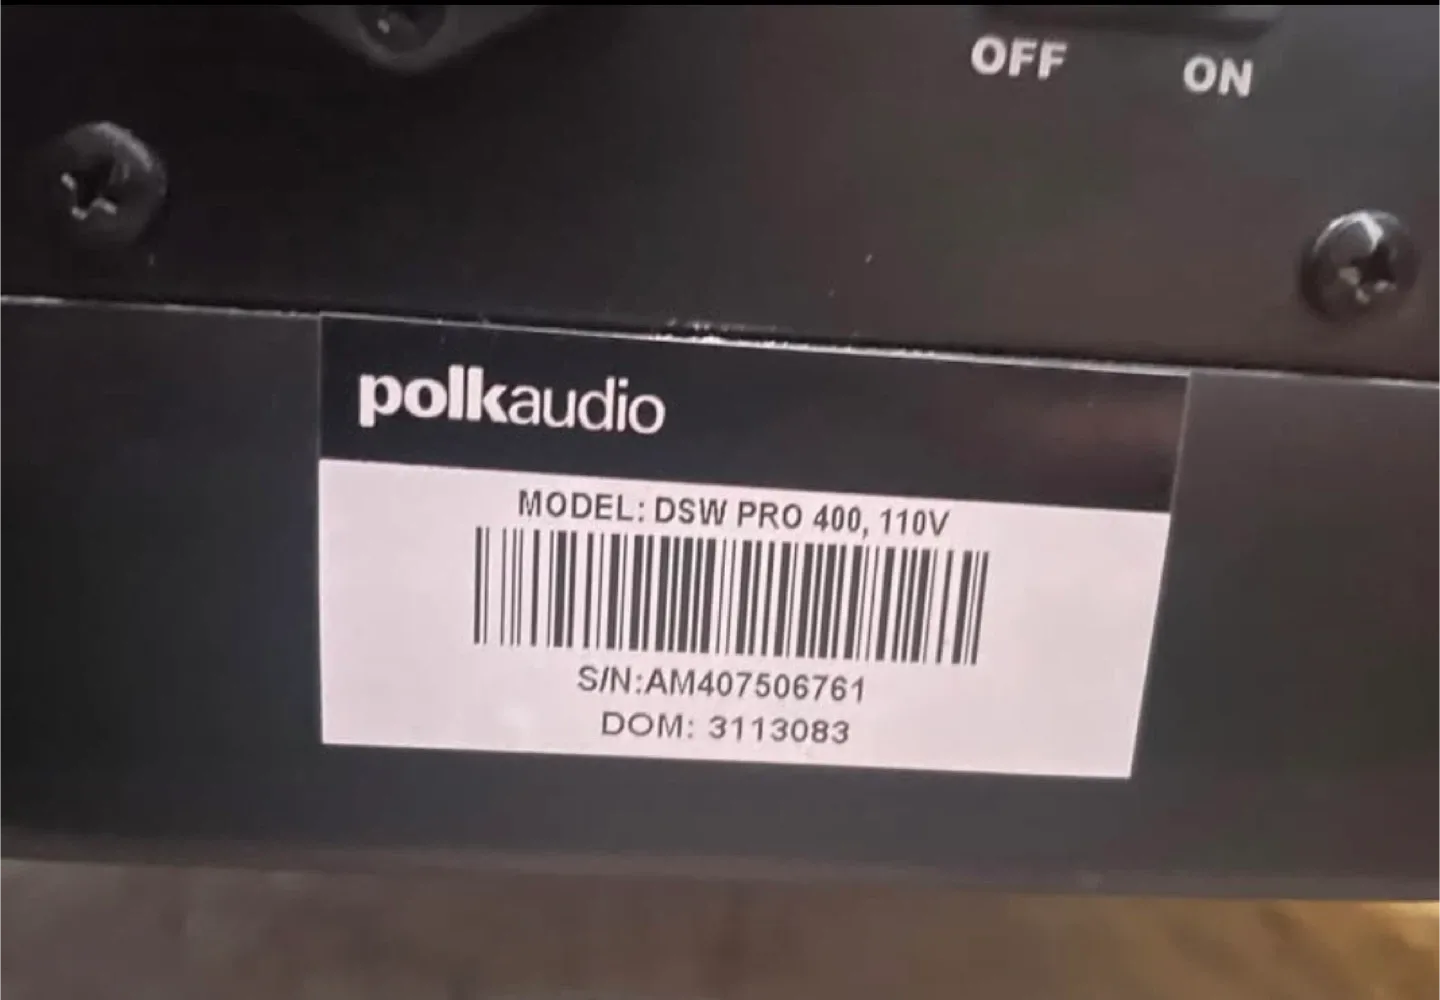 OFF ON
polkaudio
MODEL: DSW PRO 400, 110V
S/N:AM407506761
DOM: 3113083